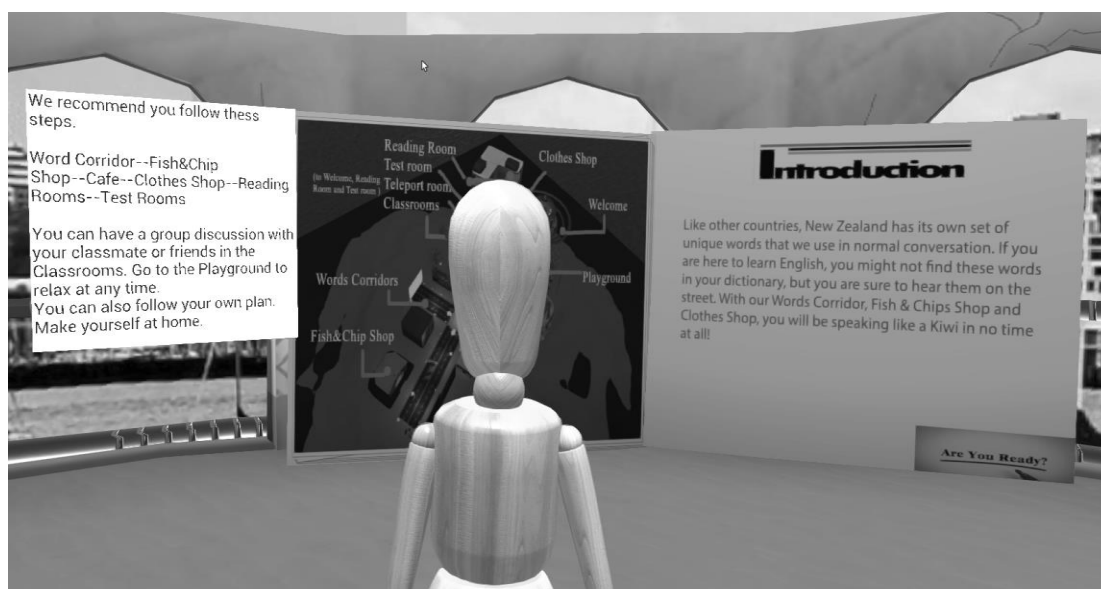 We recommend you follow thess
steps.
Word Corridor--Fish&Chip
Shop--Cafe--Clothes Shop--Reading
Rooms--Test Rooms
You can have a group discussion with
your classmate or friends in the
Classrooms. Go to the Playground to
relax at any time.
You can also follow your own plan.
Make yourself at home.
Reading Room
Test room
(to Welcome, Reading
Room and Test room )
Teleport room
Classrooms
Clothes Shop
Welcome
Playground
Words Corridors
Fish&Chip Shop
Introduction
Like other countries, New Zealand has its own set of
unique words that we use in normal conversation. If you
are here to learn English, you might not find these words
in your dictionary, but you are sure to hear them on the
street. With our Words Corridor, Fish & Chips Shop and
Clothes Shop, you will be speaking like a Kiwi in no time
at all!
Are You Ready?